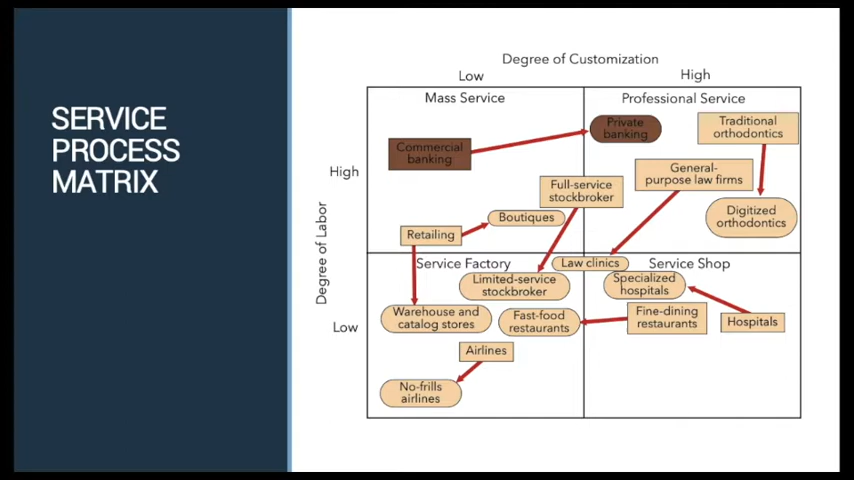 SERVICE
PROCESS
MATRIX
Degree of Customization
Low
High
Mass Service
Professional Service
Degree of Labor
High
Low
Commercial
banking
Private
banking
Traditional
orthodontics
General-
purpose law firms
Full-service
stockbroker
Digitized
orthodontics
Boutiques
Retailing
Service Factory
Law clinics
Service Shop
Limited-service
stockbroker
Specialized
hospitals
Warehouse and
catalog stores
Fast-food
restaurants
Fine-dining
restaurants
Hospitals
Airlines
No-frills
airlines